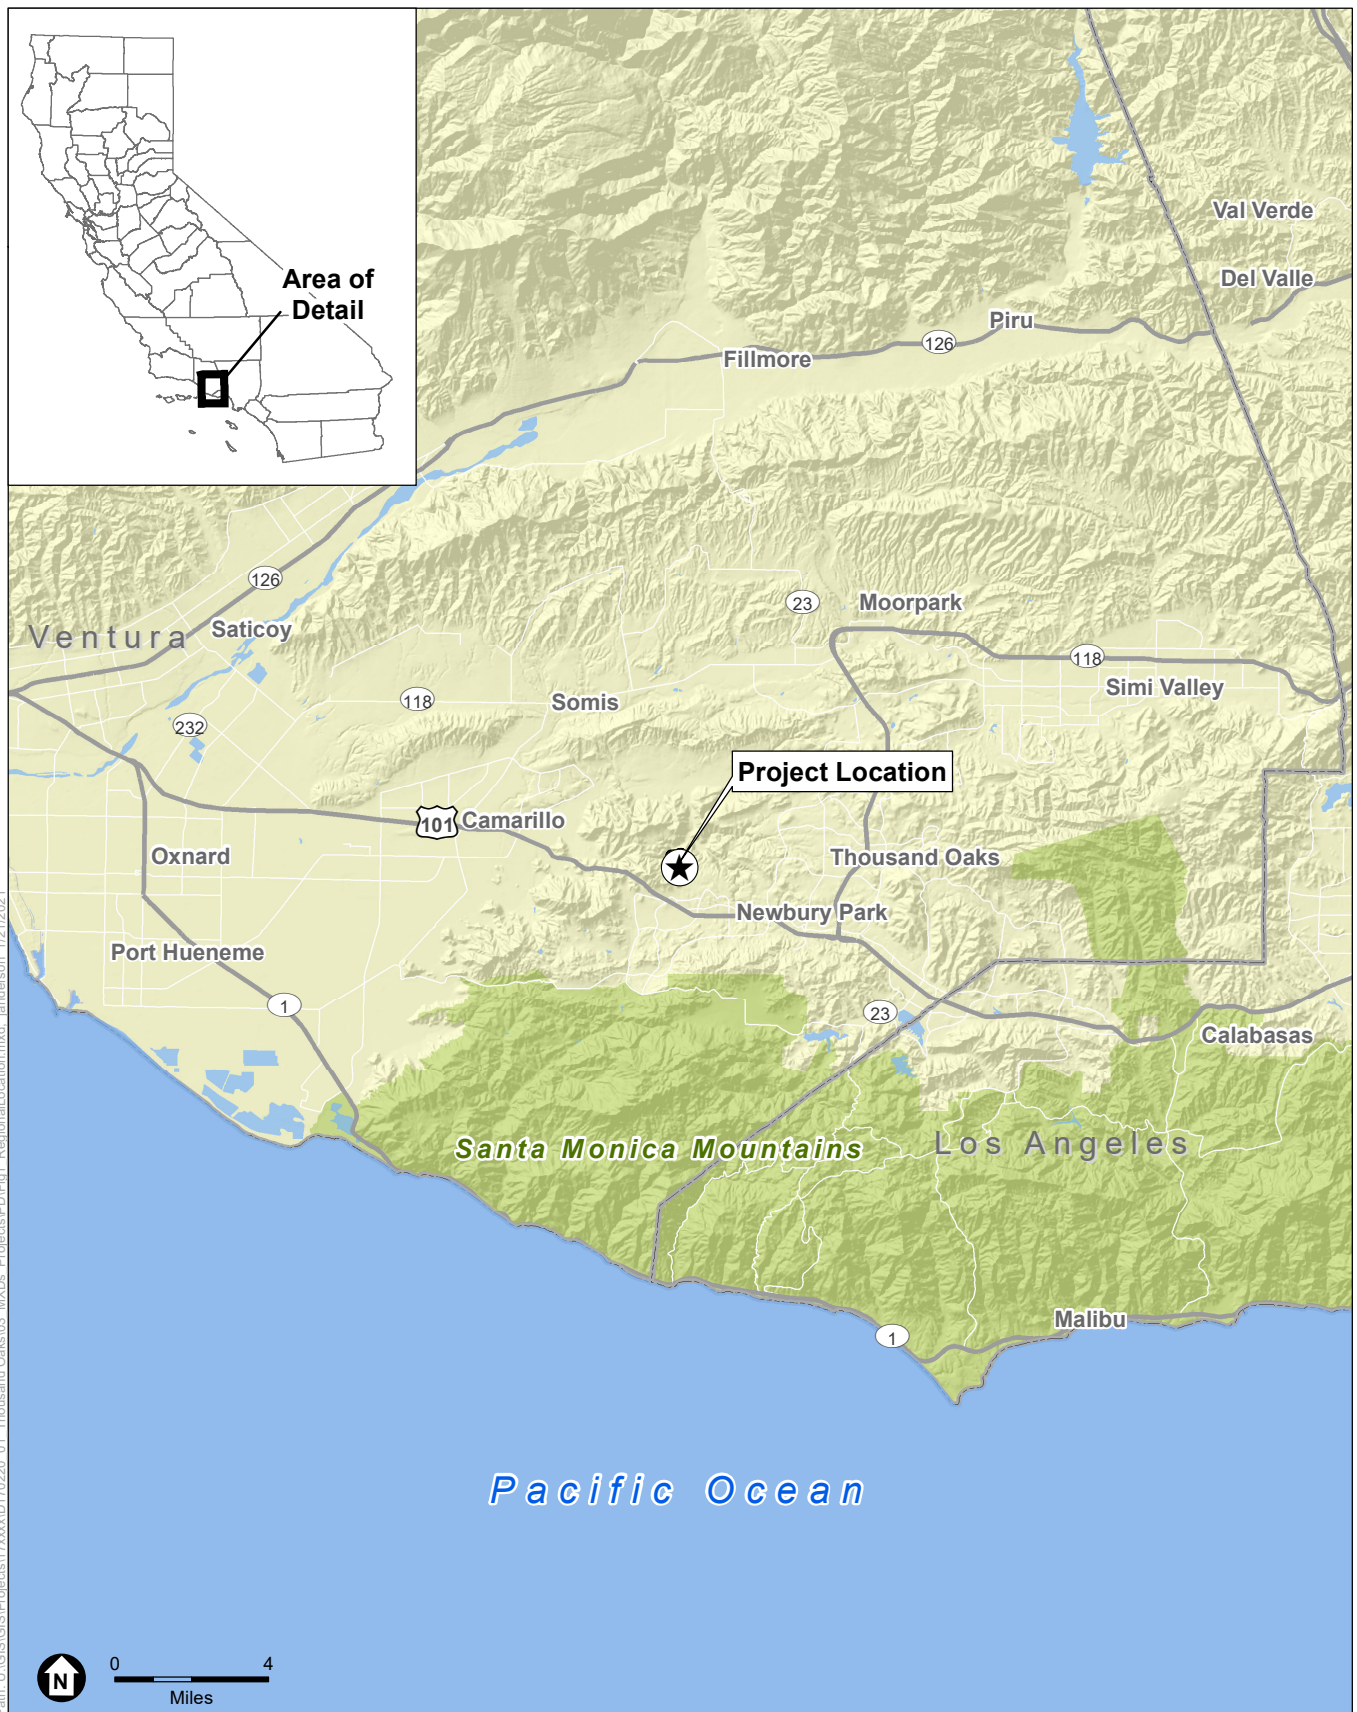 Area of
Detail
Val Verde
Del Valle
Piru
126
Fillmore
126
23
Moorpark
Ventura
Saticoy
118
Simi Valley
118
Somis
232
Project Location
101
Camarillo
Oxnard
Thousand Oaks
Newbury Park
Port Hueneme
1
23
Calabasas
Santa Monica Mountains
Los Angeles
Malibu
1
Pacific Ocean
N
0 4
Miles